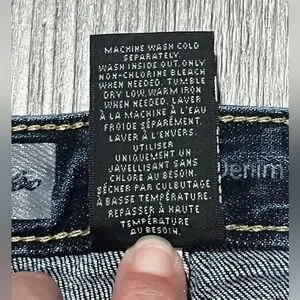 MACHINE WASH COLD
SEPARATELY.
WASH INSIDE OUT, ONLY
NON-CHLORINE BLEACH
WHEN NEEDED. TUMBLE
DRY LOW. WARM IRON
WHEN NEEDED. LAVER
À LA MACHINE À L'EAU
FROIDE SÉPARÉMENT.
LAVER À L'ENVERS.
UTILISER
UNIQUEMENT UN
JAVELLISANT SANS
CHLORE AU BESOIN.
SÉCHER PAR CULBUTAGE
À BASSE TEMPÉRATURE.
REPASSER À HAUTE
TEMPÉRATURE
AU BESOIN.
Denim